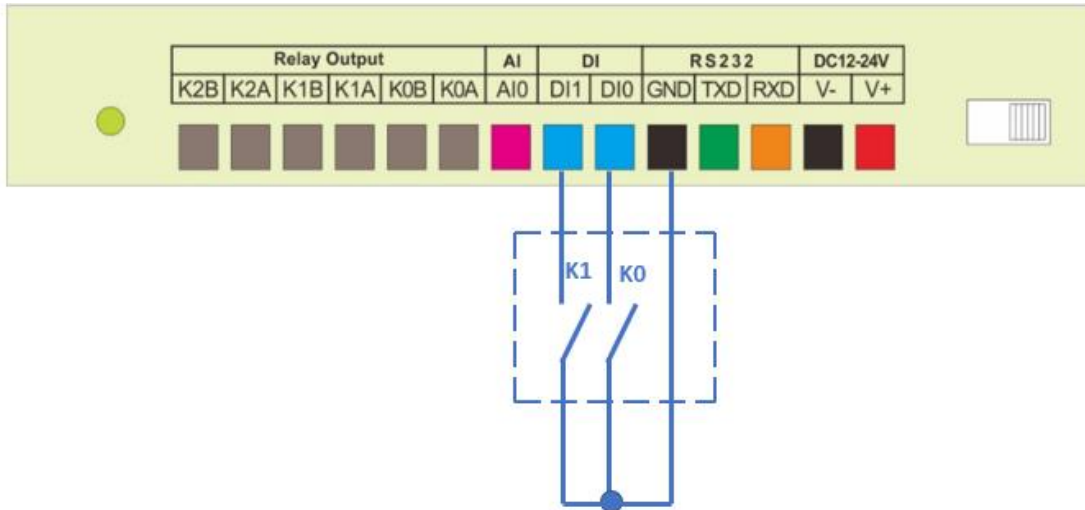 Relay Output AI DI RS232 DC12-24V
K2B K2A K1B K1A K0B K0A AI0 DI1 DI0 GND TXD RXD V- V+
K1 K0